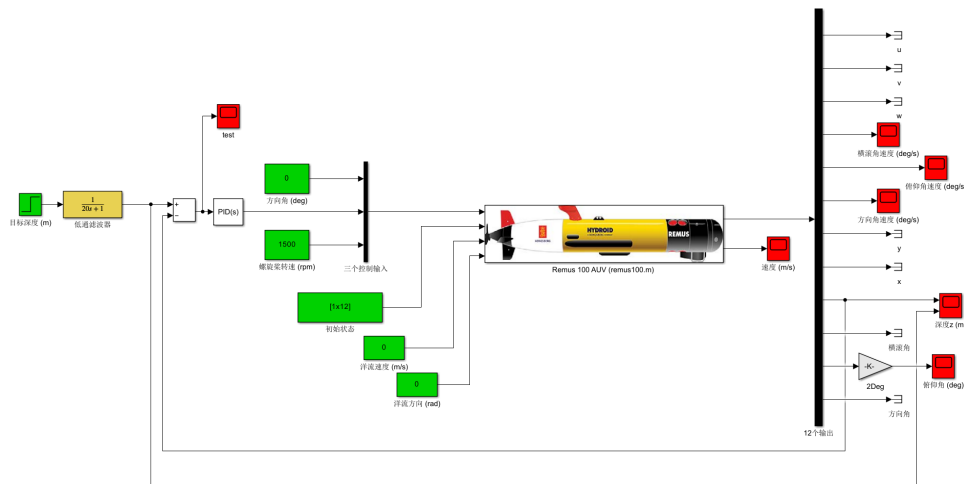 目标深度 (m)
1
20s + 1
低通滤波器
+
−
test
PID(s)
0
方向角 (deg)
1500
螺旋桨转速 (rpm)
三个控制输入
[1x12]
初始状态
0
洋流速度 (m/s)
0
洋流方向 (rad)
HYDROID
REMUS
Remus 100 AUV (remus100.m)
速度 (m/s)
12个输出
u
v
w
横滚角速度 (deg/s)
俯仰角速度 (deg/s
方向角速度 (deg/s)
y
x
深度z (m
横滚角
-K-
2Deg
俯仰角 (deg)
方向角